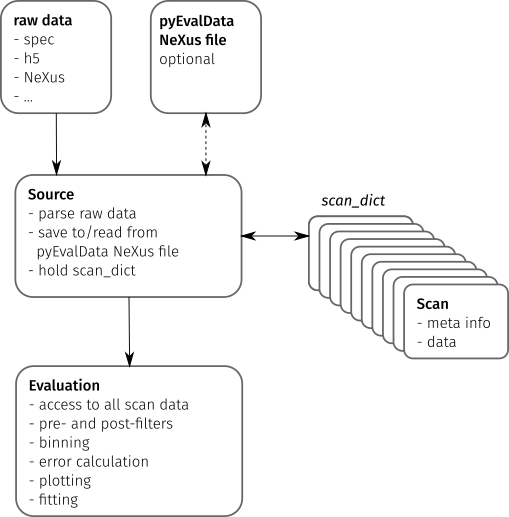 raw data
- spec
- h5
- NeXus
- ...
pyEvalData
NeXus file
optional
Source
- parse raw data
- save to/read from
pyEvalData NeXus file
- hold scan_dict
scan_dict
Scan
- meta info
- data
Evaluation
- access to all scan data
- pre- and post-filters
- binning
- error calculation
- plotting
- fitting